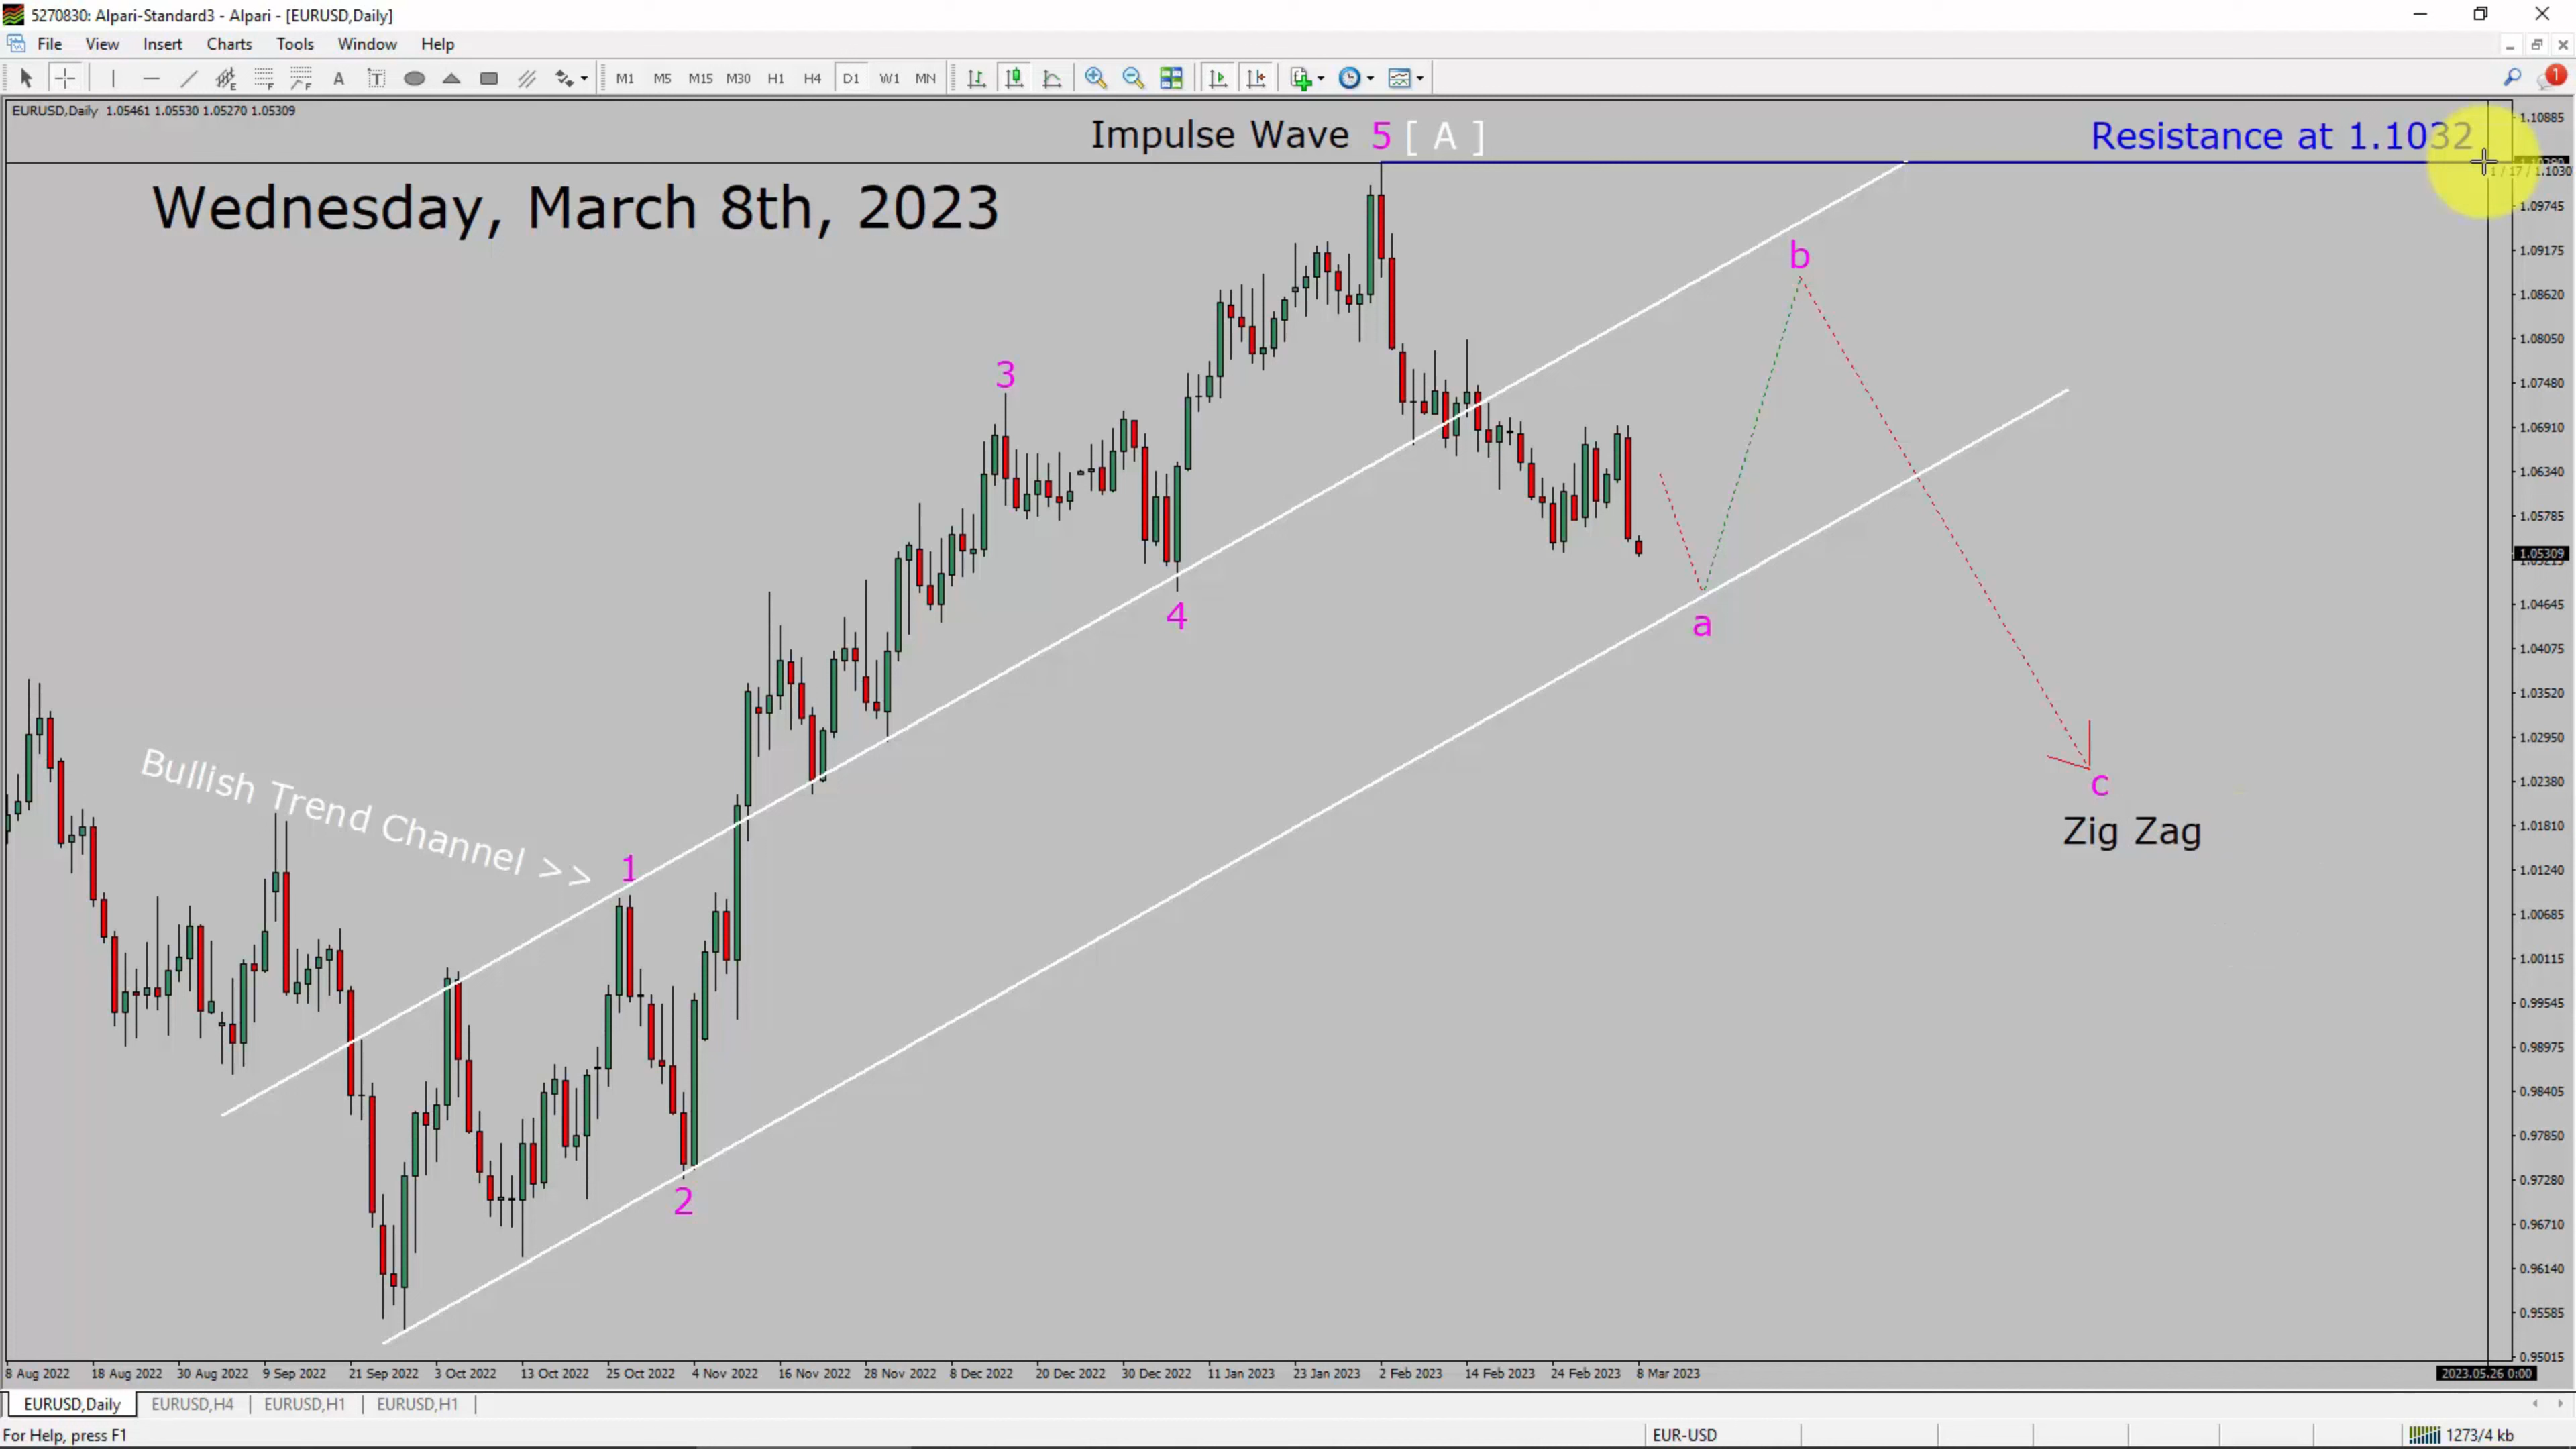 5270830: Alpari-Standard3 - Alpari - [EURUSD,Daily]
File View Insert Charts Tools Window Help
A T M1 M5 M15 M30 H1 H4 D1 W1 MN 1
EURUSD,Daily 1.05461 1.05530 1.05270 1.05309
Impulse Wave 5 [ A ]
Resistance at 1.1032
Wednesday, March 8th, 2023
b
3
4
a
c
Zig Zag
Bullish Trend Channel >>
1
2
1.10885
1 / 17 / 1.1030
1.09745
1.09175
1.08620
1.08050
1.07480
1.06910
1.06340
1.05785
1.05309
1.04645
1.04075
1.03520
1.02950
1.02380
1.01810
1.01240
1.00685
1.00115
0.99545
0.98975
0.98405
0.97850
0.97280
0.96710
0.96140
0.95585
0.95015
8 Aug 2022 18 Aug 2022 30 Aug 2022 9 Sep 2022 21 Sep 2022 3 Oct 2022 13 Oct 2022 25 Oct 2022 4 Nov 2022 16 Nov 2022 28 Nov 2022 8 Dec 2022 20 Dec 2022 30 Dec 2022 11 Jan 2023 23 Jan 2023 2 Feb 2023 14 Feb 2023 24 Feb 2023 8 Mar 2023 2023.05.26 0:00
EURUSD,Daily EURUSD,H4 EURUSD,H1 EURUSD,H1
For Help, press F1 EUR-USD 1273/4 kb